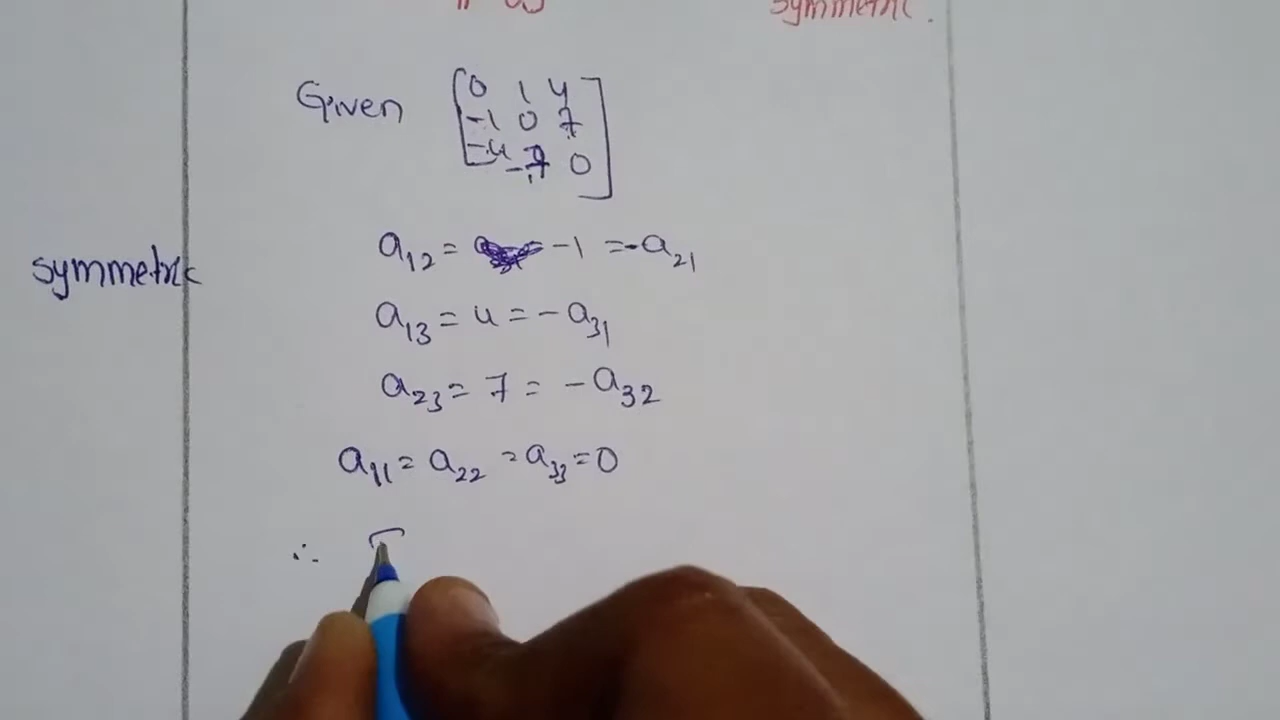 symmetric.
Given [0 1 4
-1 0 7
-4 -7 0]
a12 = -1 = -a21
symmetric
a13 = 4 = -a31
a23 = 7 = -a32
a11 = a22 = a33 = 0
∴